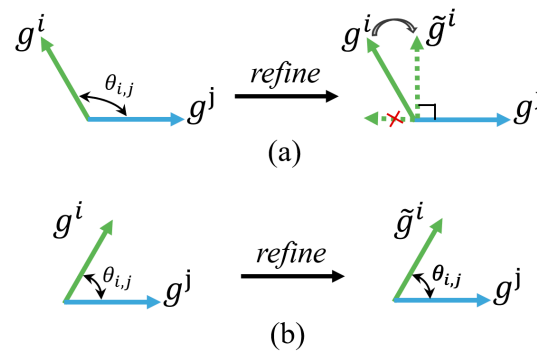 g^i θ_{i,j} g^j refine g^i g̃^i
(a)
g^i θ_{i,j} g^j refine g̃^i θ_{i,j} g^j
(b)